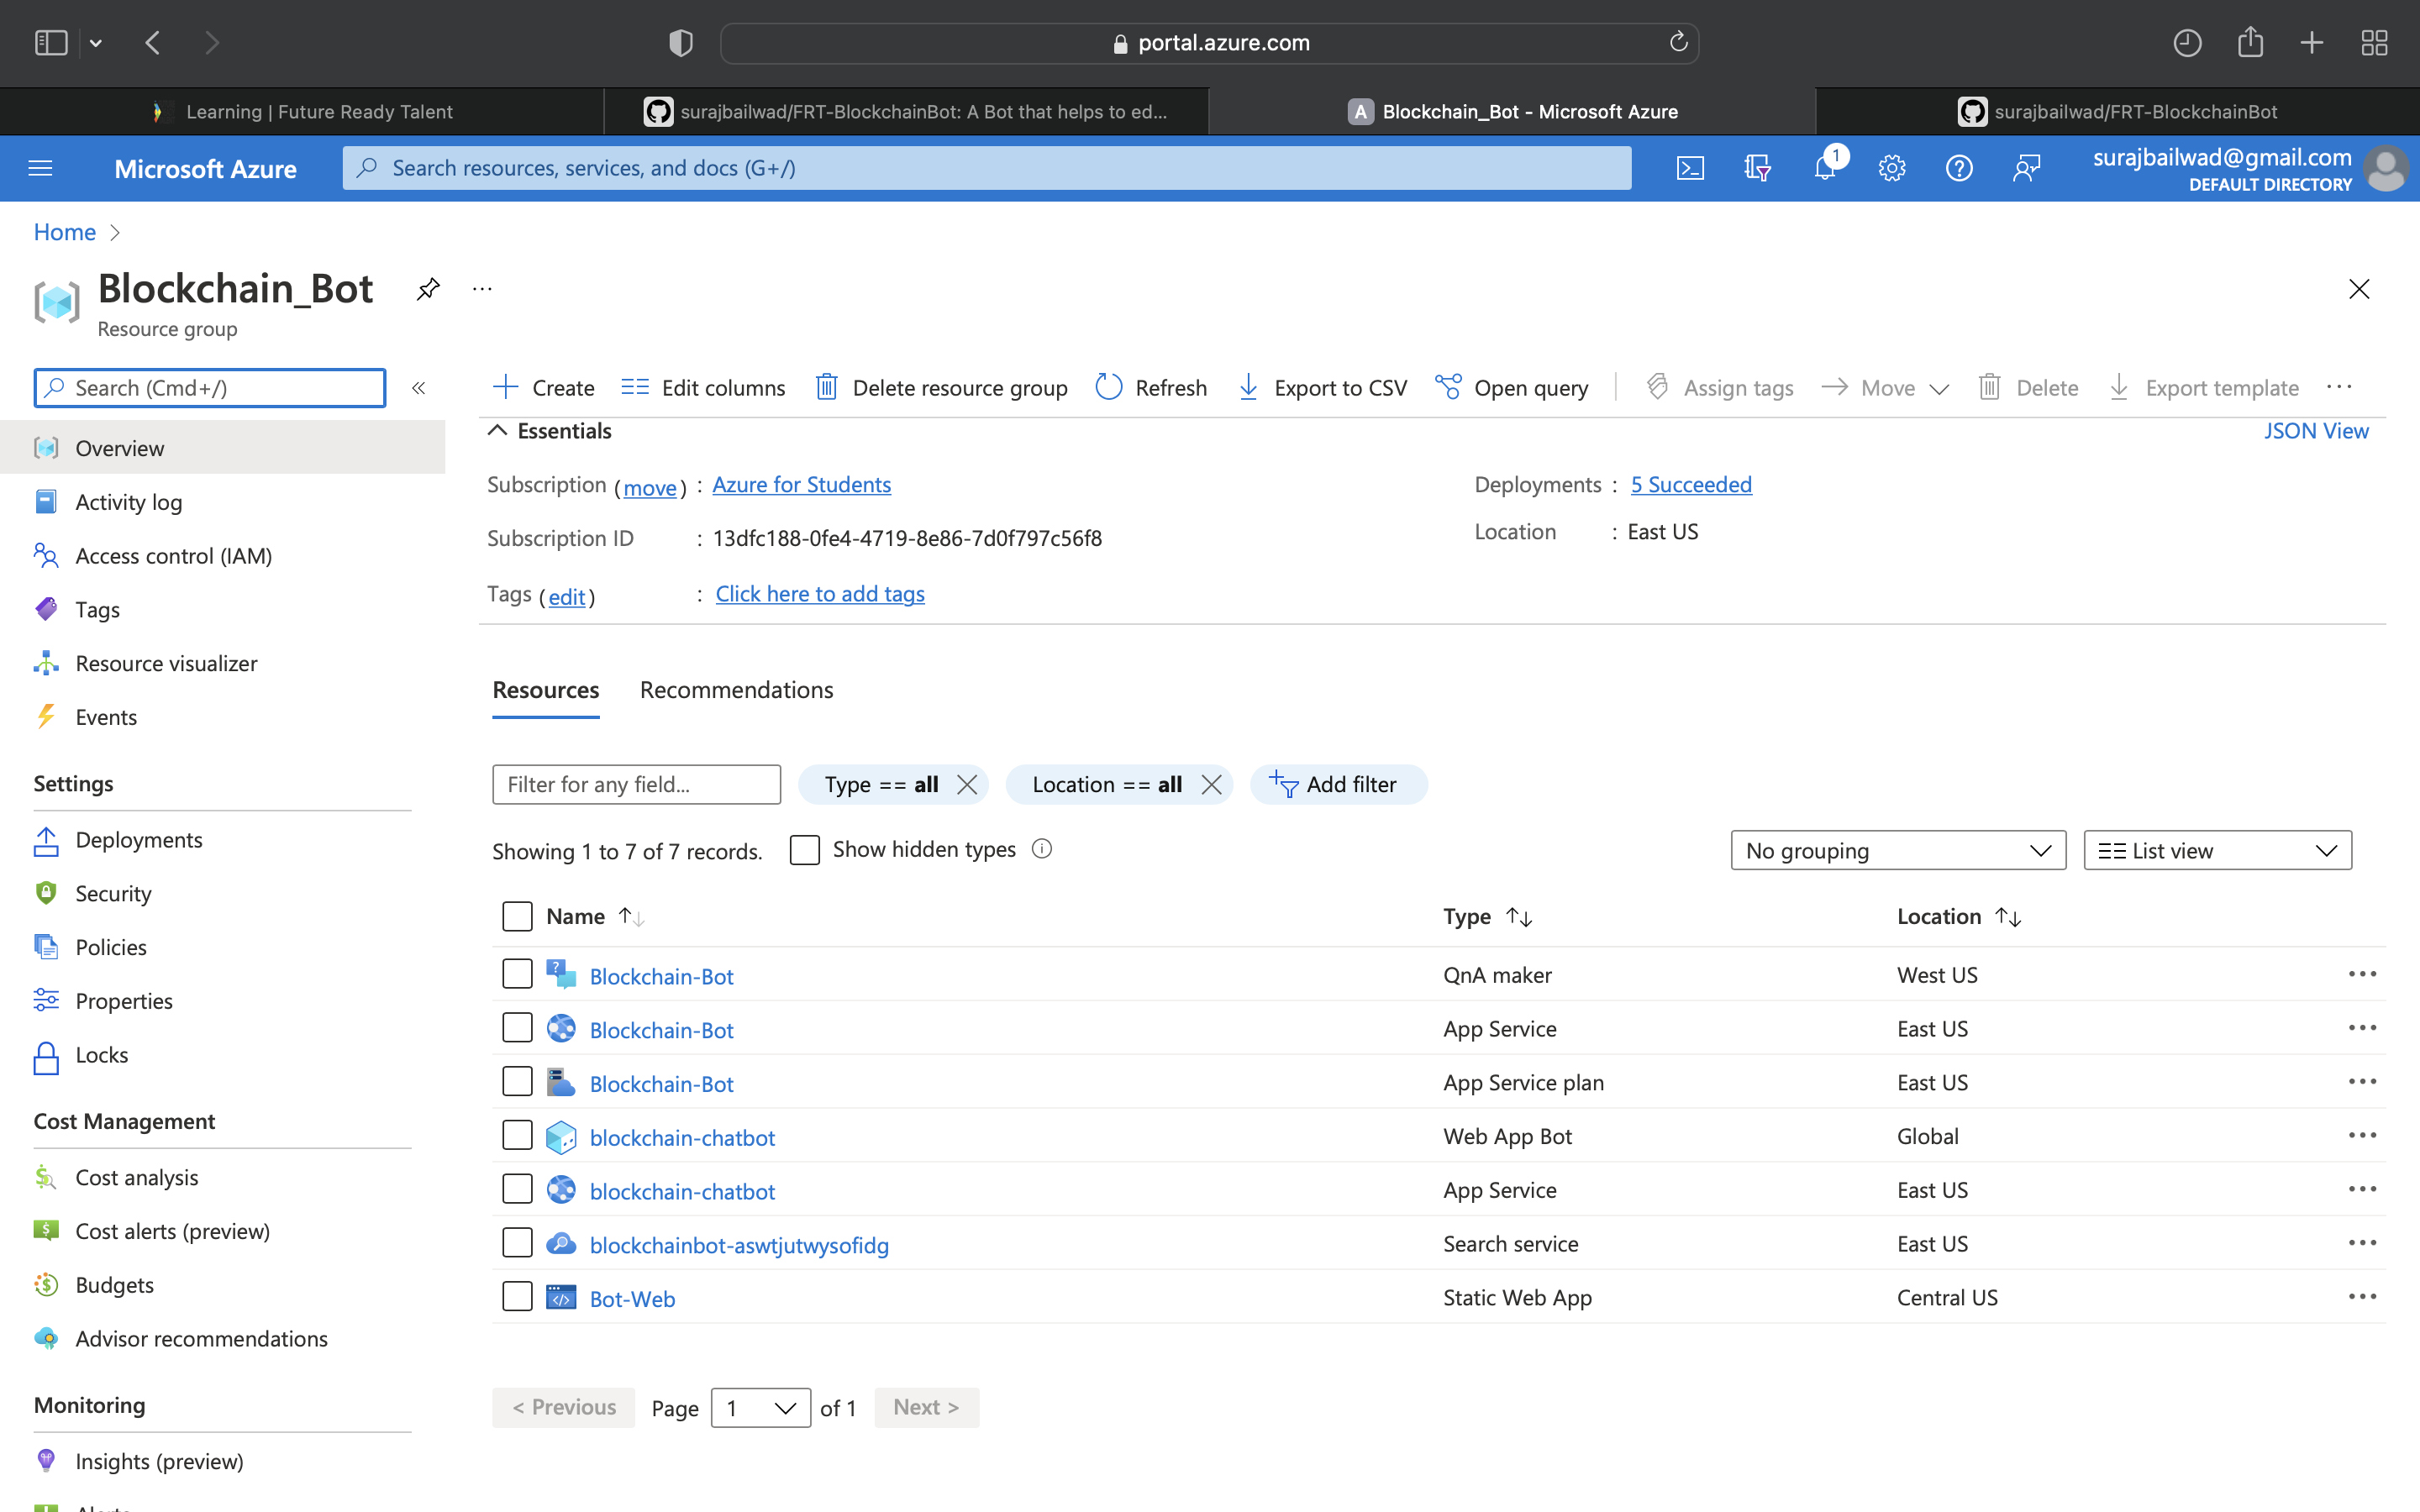 portal.azure.com
Learning | Future Ready Talent
surajbailwad/FRT-BlockchainBot: A Bot that helps to ed...
A Blockchain_Bot - Microsoft Azure
surajbailwad/FRT-BlockchainBot
Microsoft Azure
Search resources, services, and docs (G+/)
1
surajbailwad@gmail.com
DEFAULT DIRECTORY
Home >
Blockchain_Bot
...
Resource group
Search (Cmd+/)
«
Create
Edit columns
Delete resource group
Refresh
Export to CSV
Open query
Assign tags
Move
Delete
Export template
...
Overview
Activity log
Access control (IAM)
Tags
Resource visualizer
Events
Settings
Deployments
Security
Policies
Properties
Locks
Cost Management
Cost analysis
Cost alerts (preview)
Budgets
Advisor recommendations
Monitoring
Insights (preview)
Alerts
Essentials
JSON View
Subscription (move) : Azure for Students
Deployments : 5 Succeeded
Subscription ID : 13dfc188-0fe4-4719-8e86-7d0f797c56f8
Location : East US
Tags (edit) : Click here to add tags
Resources
Recommendations
Filter for any field...
Type == all
Location == all
Add filter
Showing 1 to 7 of 7 records.
Show hidden types
No grouping
List view
Name Type Location
Blockchain-Bot QnA maker West US
Blockchain-Bot App Service East US
Blockchain-Bot App Service plan East US
blockchain-chatbot Web App Bot Global
blockchain-chatbot App Service East US
blockchainbot-aswtjutwysofidg Search service East US
Bot-Web Static Web App Central US
< Previous Page 1 of 1 Next >